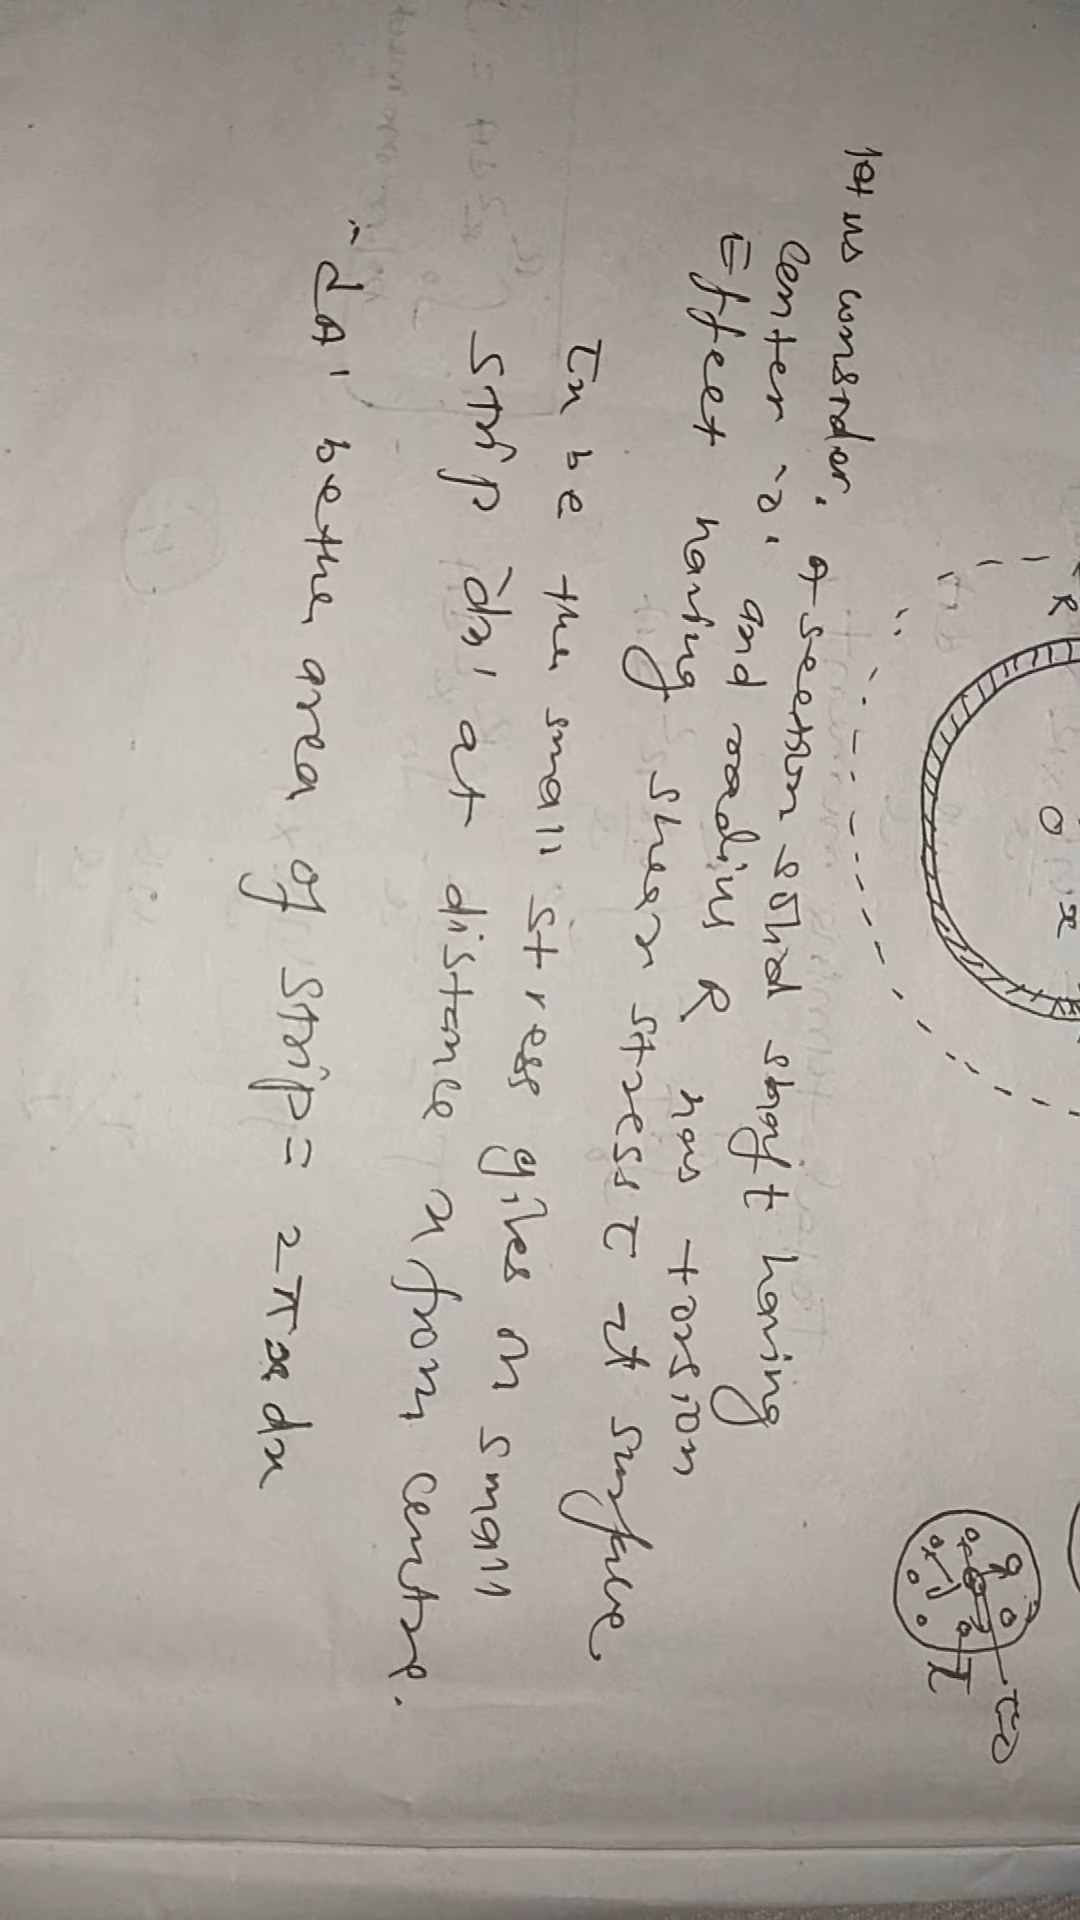 R
O x
τ=0
τ
let us consider, a section solid shaft having
center 'o' and radius R has torsion
Effect having shear stress τ at surface
τx be the small stress gives in small
strip 'dx' at distance x from centre.
∴ 'dA' be the area of strip = 2πx dx